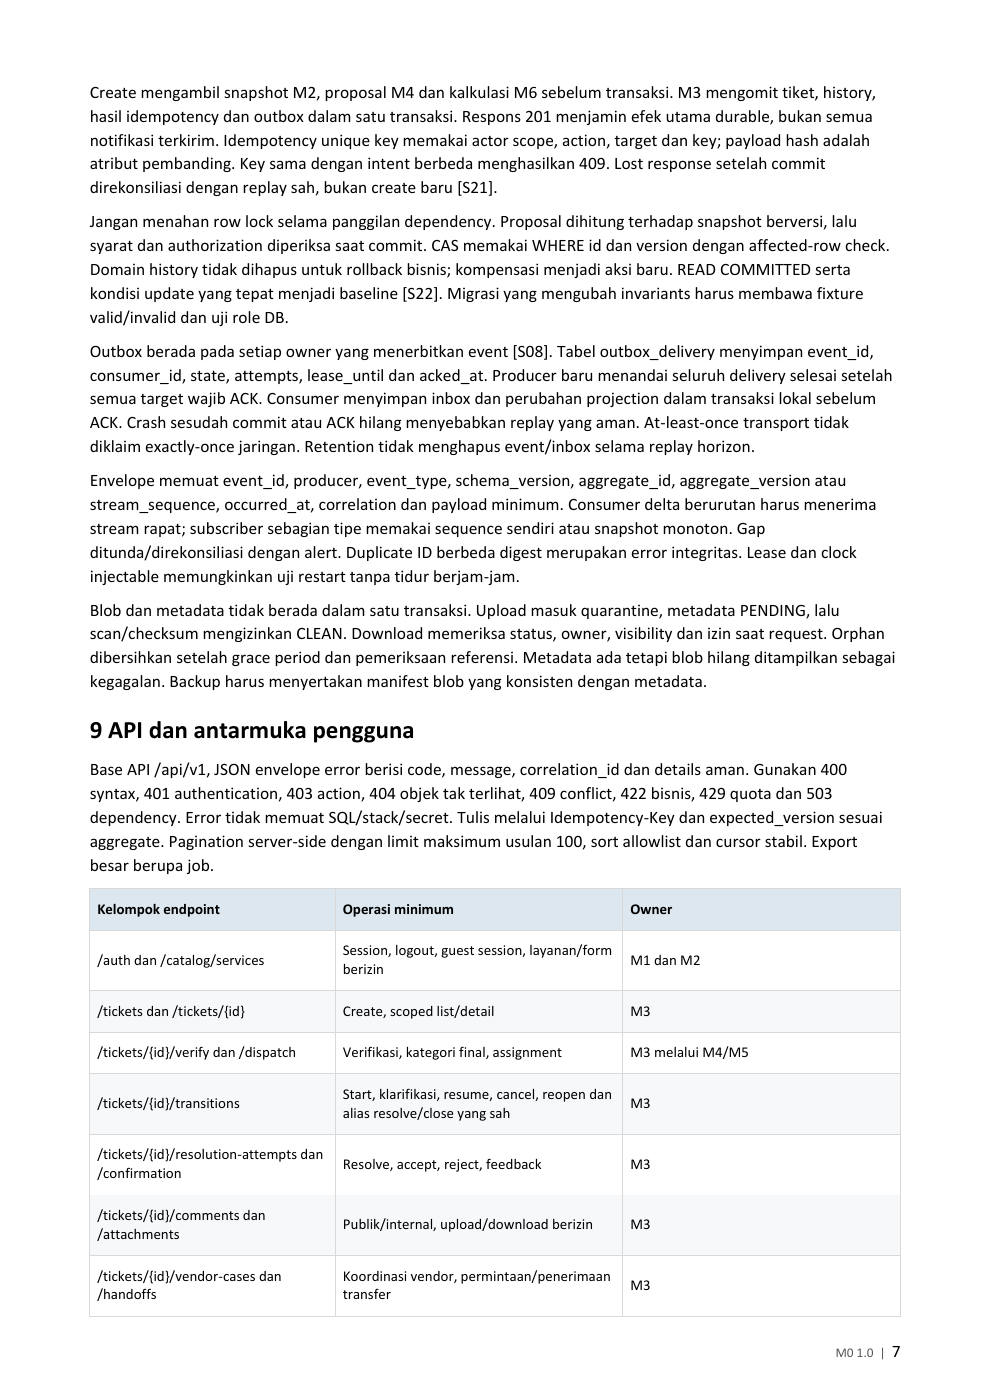 Create mengambil snapshot M2, proposal M4 dan kalkulasi M6 sebelum transaksi. M3 mengomit tiket, history,
hasil idempotency dan outbox dalam satu transaksi. Respons 201 menjamin efek utama durable, bukan semua
notifikasi terkirim. Idempotency unique key memakai actor scope, action, target dan key; payload hash adalah
atribut pembanding. Key sama dengan intent berbeda menghasilkan 409. Lost response setelah commit
direkonsiliasi dengan replay sah, bukan create baru [S21].
Jangan menahan row lock selama panggilan dependency. Proposal dihitung terhadap snapshot berversi, lalu
syarat dan authorization diperiksa saat commit. CAS memakai WHERE id dan version dengan affected-row check.
Domain history tidak dihapus untuk rollback bisnis; kompensasi menjadi aksi baru. READ COMMITTED serta
kondisi update yang tepat menjadi baseline [S22]. Migrasi yang mengubah invariants harus membawa fixture
valid/invalid dan uji role DB.
Outbox berada pada setiap owner yang menerbitkan event [S08]. Tabel outbox_delivery menyimpan event_id,
consumer_id, state, attempts, lease_until dan acked_at. Producer baru menandai seluruh delivery selesai setelah
semua target wajib ACK. Consumer menyimpan inbox dan perubahan projection dalam transaksi lokal sebelum
ACK. Crash sesudah commit atau ACK hilang menyebabkan replay yang aman. At-least-once transport tidak
diklaim exactly-once jaringan. Retention tidak menghapus event/inbox selama replay horizon.
Envelope memuat event_id, producer, event_type, schema_version, aggregate_id, aggregate_version atau
stream_sequence, occurred_at, correlation dan payload minimum. Consumer delta berurutan harus menerima
stream rapat; subscriber sebagian tipe memakai sequence sendiri atau snapshot monoton. Gap
ditunda/direkonsiliasi dengan alert. Duplicate ID berbeda digest merupakan error integritas. Lease dan clock
injectable memungkinkan uji restart tanpa tidur berjam-jam.
Blob dan metadata tidak berada dalam satu transaksi. Upload masuk quarantine, metadata PENDING, lalu
scan/checksum mengizinkan CLEAN. Download memeriksa status, owner, visibility dan izin saat request. Orphan
dibersihkan setelah grace period dan pemeriksaan referensi. Metadata ada tetapi blob hilang ditampilkan sebagai
kegagalan. Backup harus menyertakan manifest blob yang konsisten dengan metadata.
9 API dan antarmuka pengguna
Base API /api/v1, JSON envelope error berisi code, message, correlation_id dan details aman. Gunakan 400
syntax, 401 authentication, 403 action, 404 objek tak terlihat, 409 conflict, 422 bisnis, 429 quota dan 503
dependency. Error tidak memuat SQL/stack/secret. Tulis melalui Idempotency-Key dan expected_version sesuai
aggregate. Pagination server-side dengan limit maksimum usulan 100, sort allowlist dan cursor stabil. Export
besar berupa job.
Kelompok endpoint
Operasi minimum
Owner
/auth dan /catalog/services
Session, logout, guest session, layanan/form
berizin
M1 dan M2
/tickets dan /tickets/{id}
Create, scoped list/detail
M3
/tickets/{id}/verify dan /dispatch
Verifikasi, kategori final, assignment
M3 melalui M4/M5
/tickets/{id}/transitions
Start, klarifikasi, resume, cancel, reopen dan
alias resolve/close yang sah
M3
/tickets/{id}/resolution-attempts dan
/confirmation
Resolve, accept, reject, feedback
M3
/tickets/{id}/comments dan
/attachments
Publik/internal, upload/download berizin
M3
/tickets/{id}/vendor-cases dan
/handoffs
Koordinasi vendor, permintaan/penerimaan
transfer
M3
M0 1.0 | 7